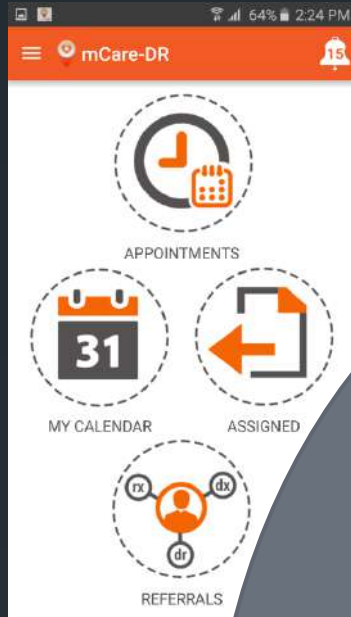 64% 2:24 PM
mCare-DR
15
APPOINTMENTS
31
MY CALENDAR
ASSIGNED
rx
dx
dr
REFERRALS